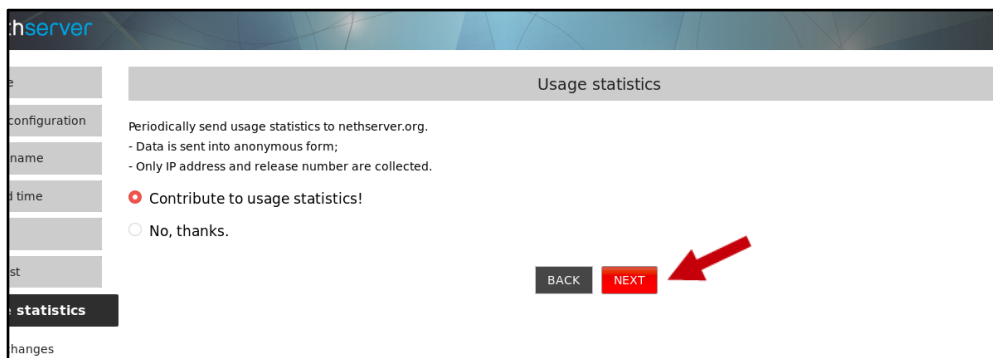 thserver
Usage statistics
configuration
name
time
Periodically send usage statistics to nethserver.org.
- Data is sent into anonymous form;
- Only IP address and release number are collected.
Contribute to usage statistics!
No, thanks.
BACK NEXT
statistics
hanges